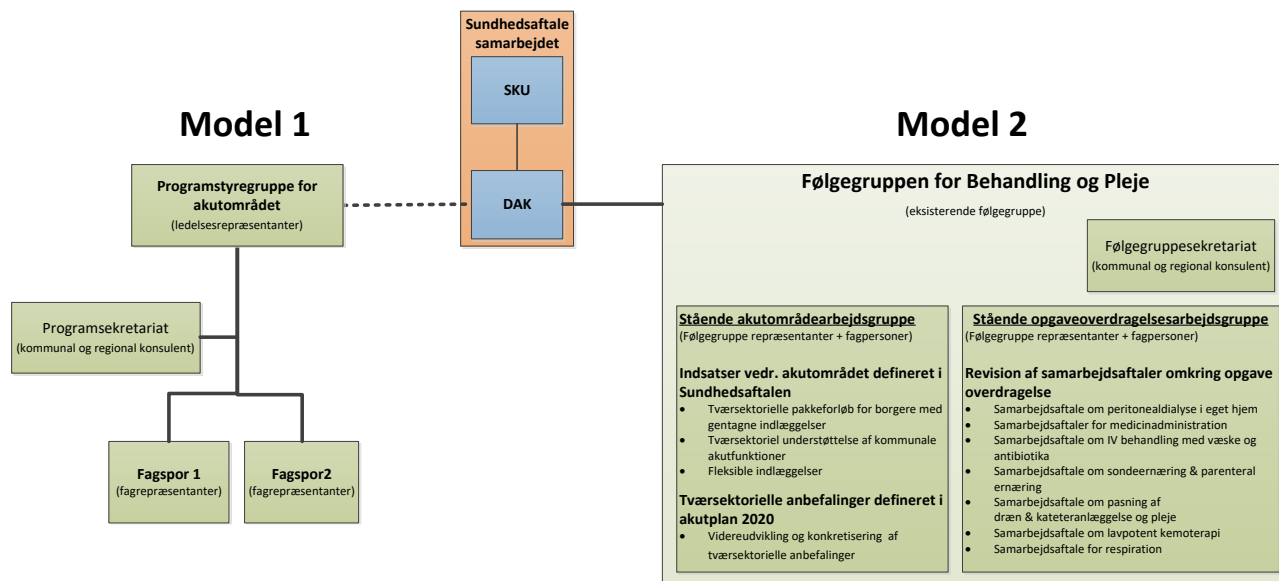 Sundhedsaftale
samarbejdet
SKU
DAK
Model 1
Programstyregruppe for
akutområdet
(ledelsesrepræsentanter)
Programsekretariat
(kommunal og regional konsulent)
Fagspor 1
(fagrepræsentanter)
Fagspor2
(fagrepræsentanter)
Model 2
Følgegruppen for Behandling og Pleje
(eksisterende følgegruppe)
Følgegruppesekretariat
(kommunal og regional konsulent)
Stående akutområdearbejdsgruppe
(Følgegruppe repræsentanter + fagpersoner)
Indsatser vedr. akutområdet defineret i
Sundhedsaftalen
• Tværsektorielle pakkeforløb for borgere med
gentagne indlæggelser
• Tværsektoriel understøttelse af kommunale
akutfunktioner
• Fleksible indlæggelser
Tværsektorielle anbefalinger defineret i
akutplan 2020
• Videreudvikling og konkretisering af
tværsektorielle anbefalinger
Stående opgaveoverdragelsesarbejdsgruppe
(Følgegruppe repræsentanter + fagpersoner)
Revision af samarbejdsaftaler omkring opgave
overdragelse
• Samarbejdsaftale om peritonealdialyse i eget hjem
• Samarbejdsaftaler for medicinadministration
• Samarbejdsaftale om IV behandling med væske og
antibiotika
• Samarbejdsaftale om sondeernæring & parenteral
ernæring
• Samarbejdsaftale om pasning af
dræn & kateteranlæggelse og pleje
• Samarbejdsaftale om lavpotent kemoterapi
• Samarbejdsaftale for respiration